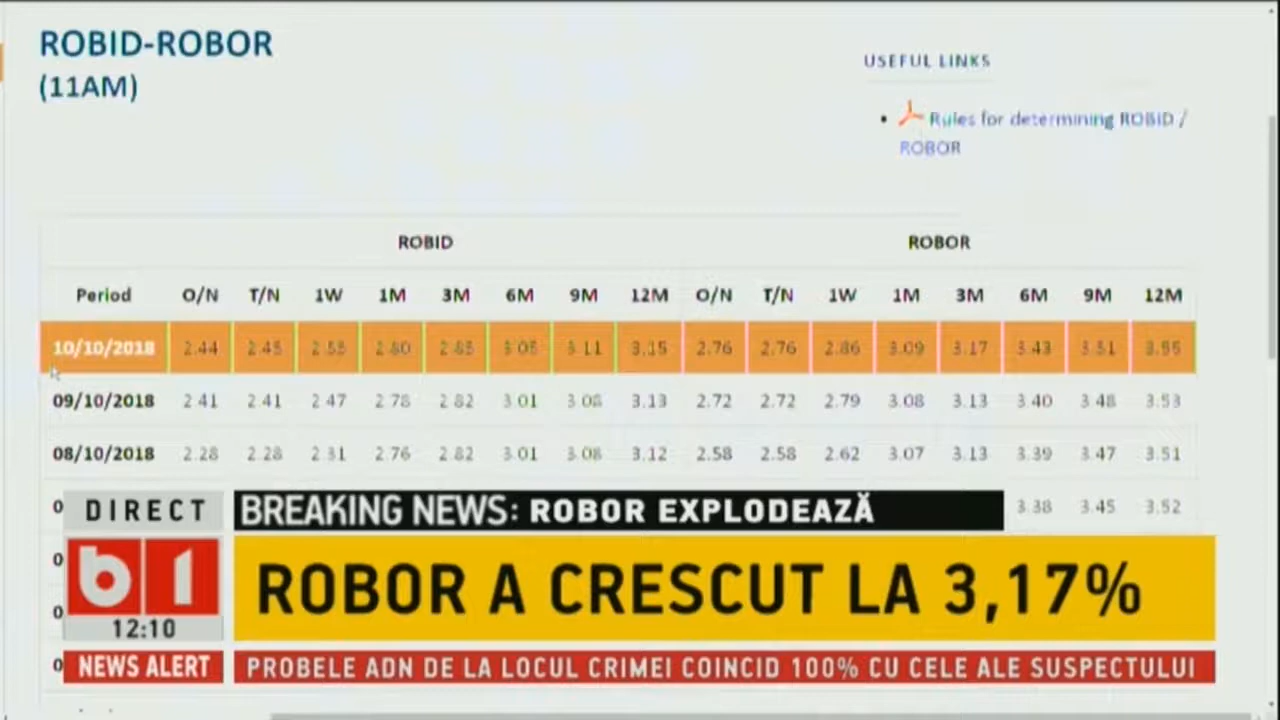 ROBID-ROBOR
(11AM)
USEFUL LINKS
• Rules for determining ROBID /
ROBOR
ROBID ROBOR
Period O/N T/N 1W 1M 3M 6M 9M 12M O/N T/N 1W 1M 3M 6M 9M 12M
10/10/2018 2.44 2.45 2.55 2.80 2.85 3.05 3.11 3.15 2.76 2.76 2.86 3.09 3.17 3.43 3.51 3.55
09/10/2018 2.41 2.41 2.47 2.78 2.82 3.01 3.08 3.13 2.72 2.72 2.79 3.08 3.13 3.40 3.48 3.53
08/10/2018 2.28 2.28 2.31 2.76 2.82 3.01 3.08 3.12 2.58 2.58 2.62 3.07 3.13 3.39 3.47 3.51
0 3.38 3.45 3.52
DIRECT
BREAKING NEWS: ROBOR EXPLODEAZĂ
0
b1
ROBOR A CRESCUT LA 3,17%
0
12:10
0
NEWS ALERT
PROBELE ADN DE LA LOCUL CRIMEI COINCID 100% CU CELE ALE SUSPECTULUI